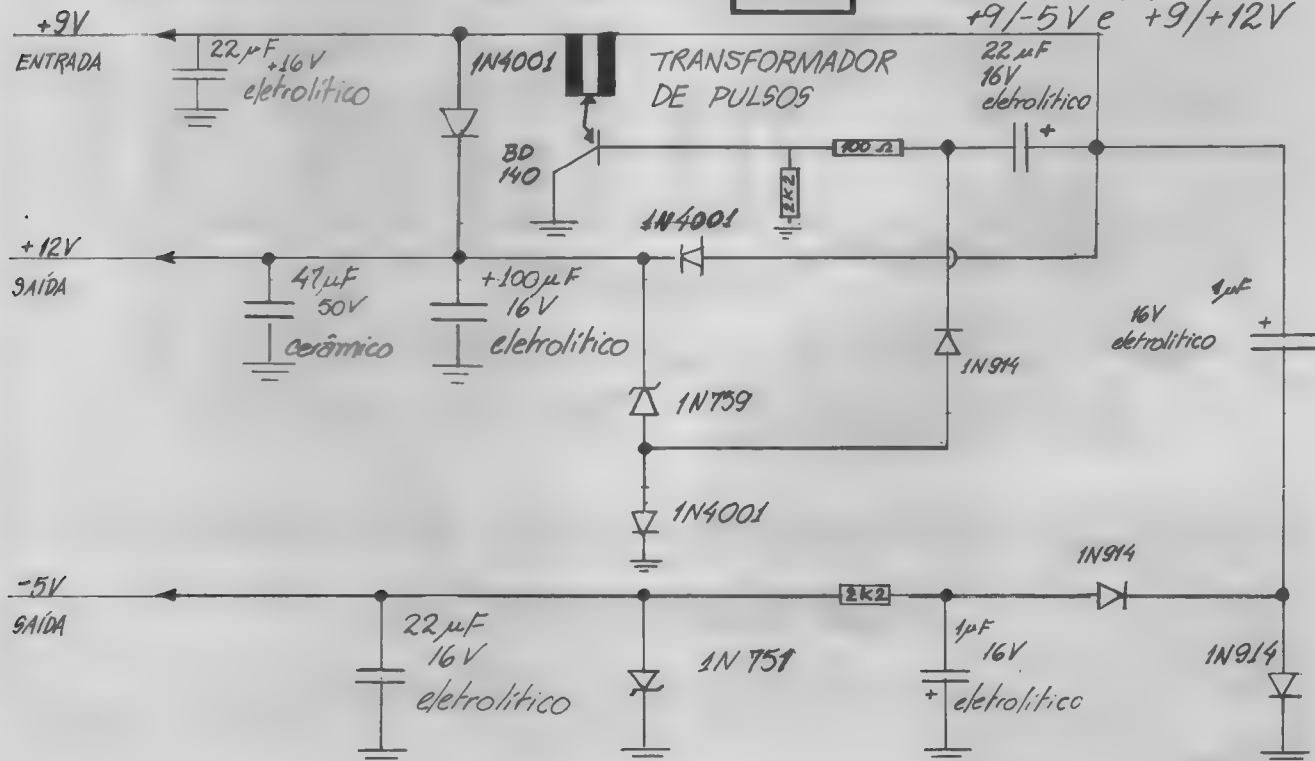 +9/-5V e +9/+12V
+9V
ENTRADA
22µF
+16V
eletrolítico
1N4001
TRANSFORMADOR
DE PULSOS
22µF
16V
eletrolítico
+
BD
140
100 Ω
2K2
1N4001
+12V
SAÍDA
47µF
50V
cerâmico
+100µF
16V
eletrolítico
1N914
1µF
16V
+
eletrolítico
1N759
1N4001
-5V
SAÍDA
22µF
16V
eletrolítico
1N751
2K2
1N914
1µF
16V
+ eletrolítico
1N914